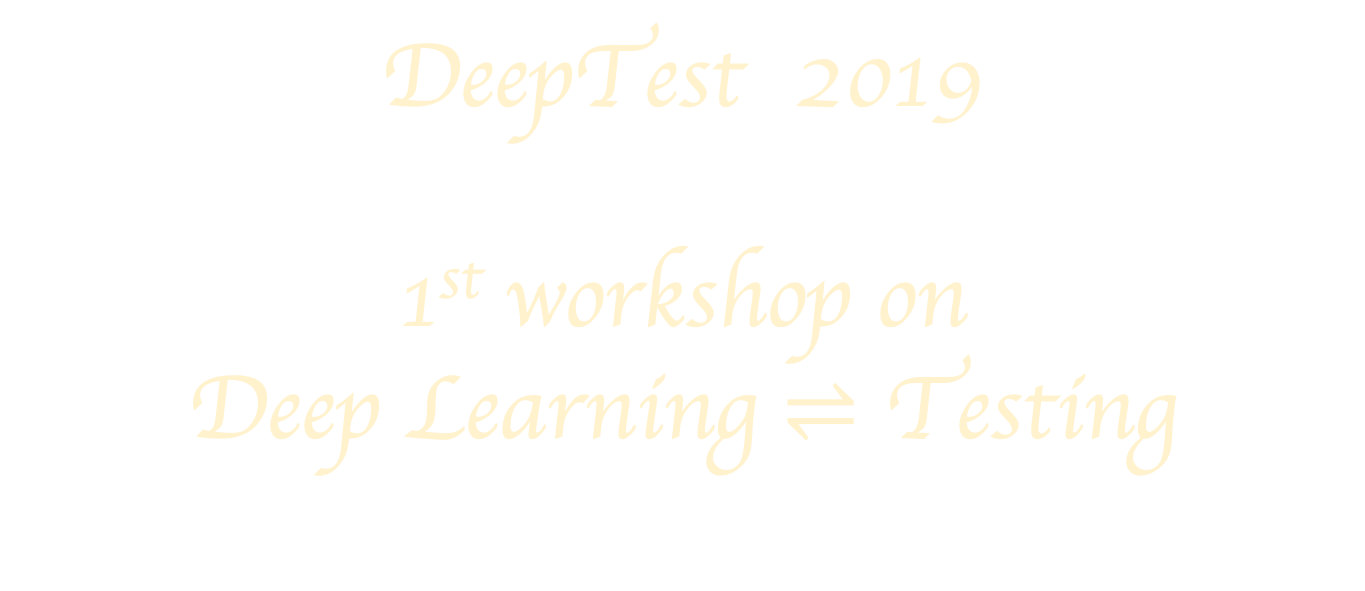 DeepTest 2019
1st workshop on
Deep Learning ⇌ Testing